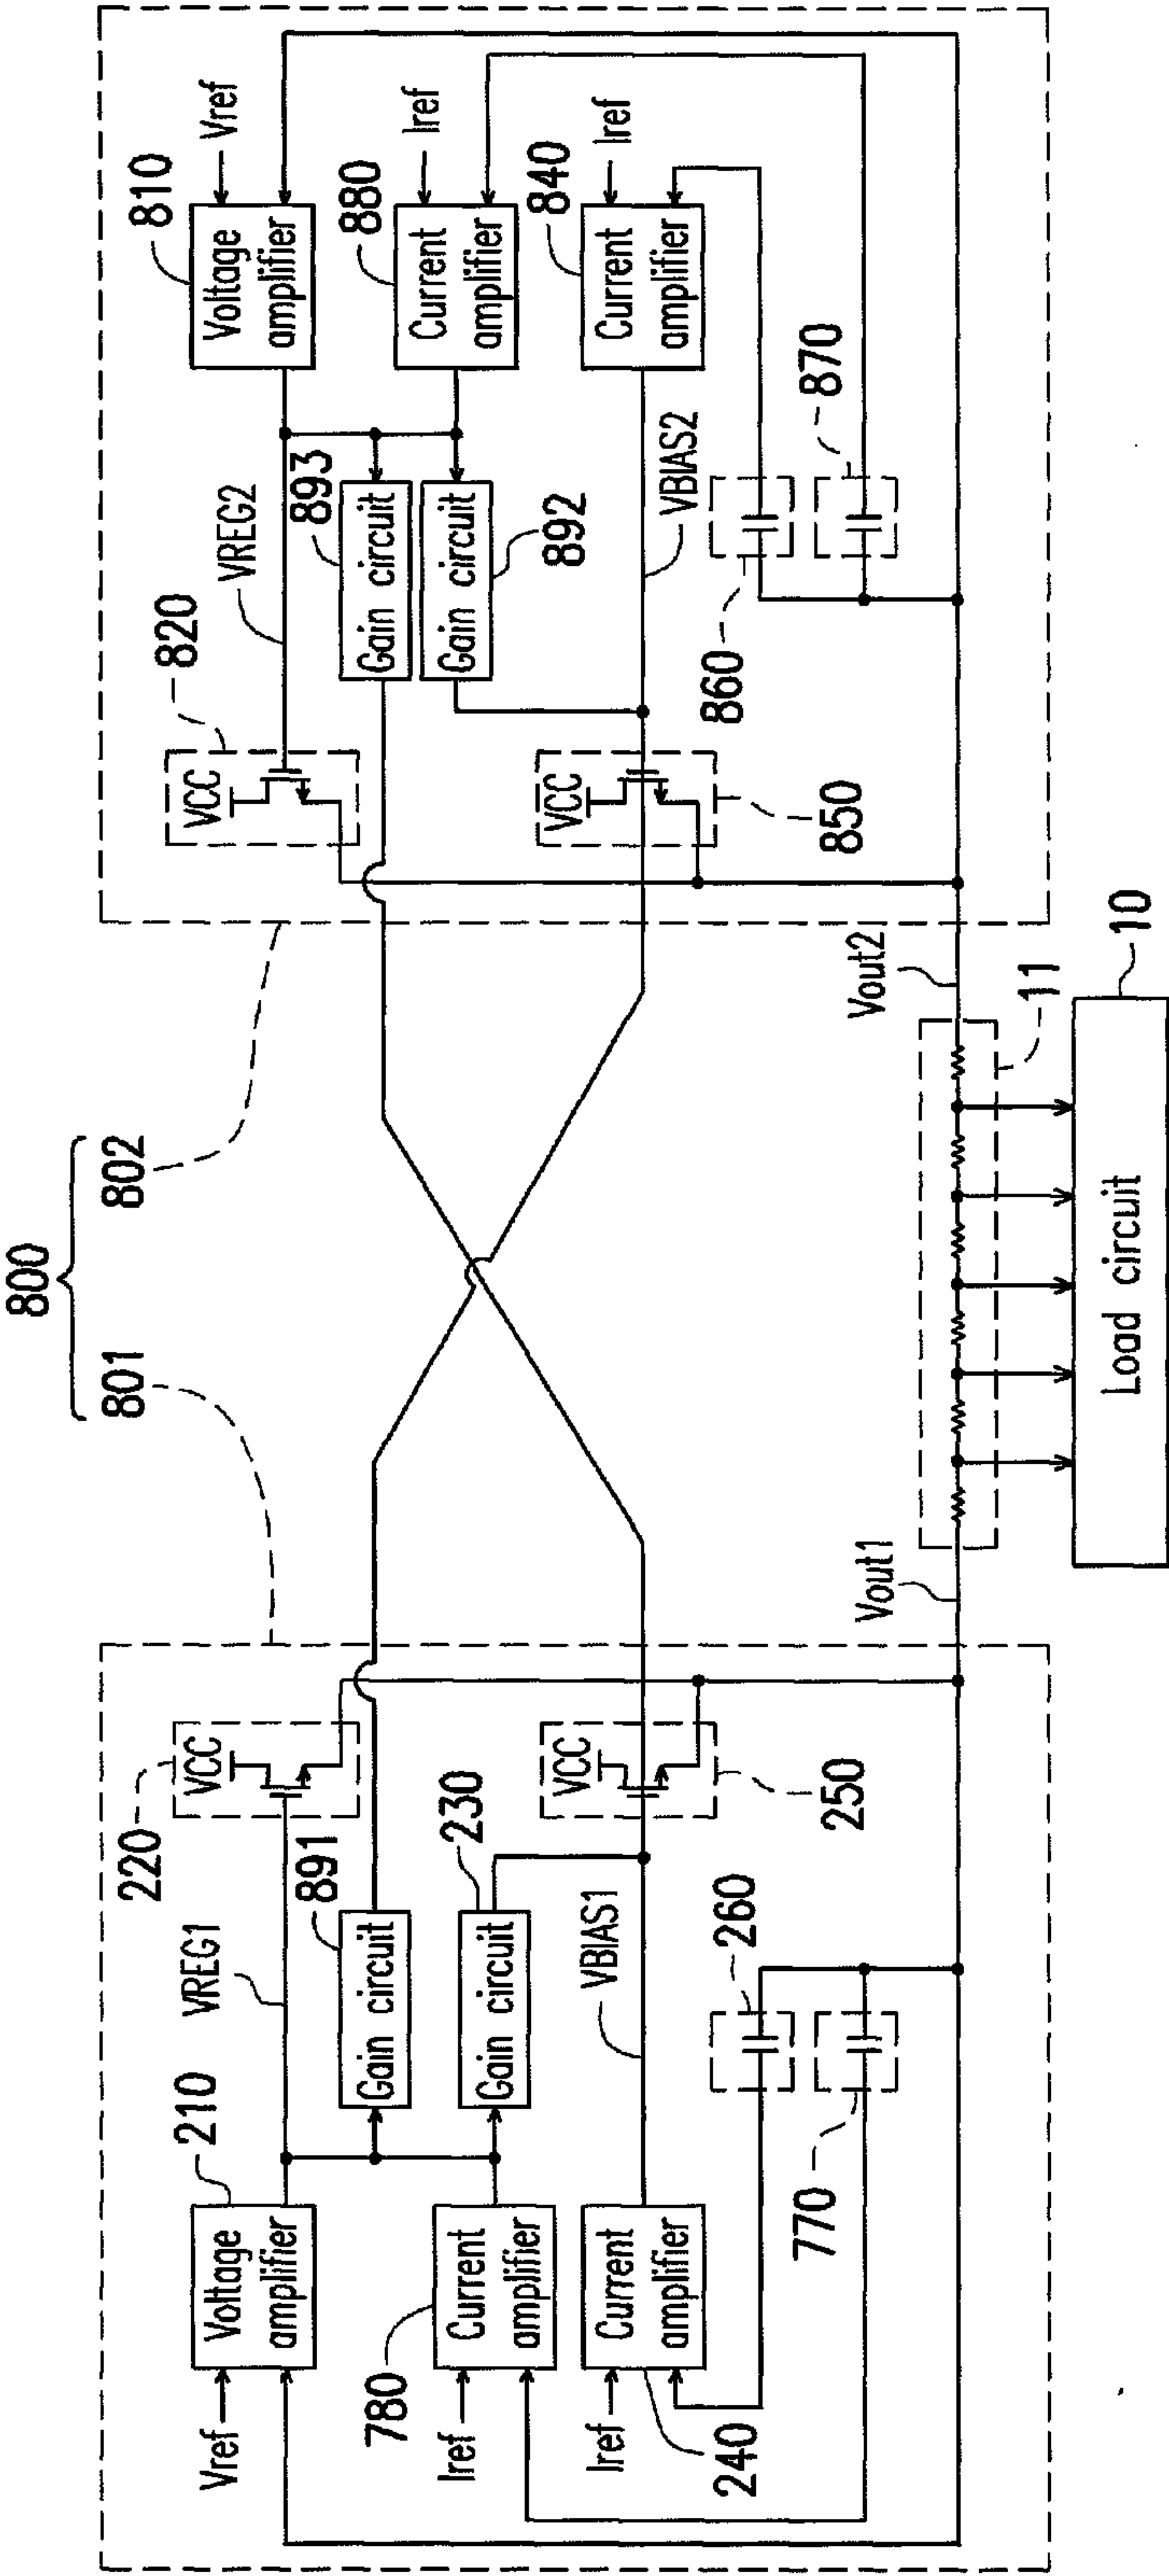 800
801
802
220
VCC
VREG1
210
Voltage
amplifier
Vref
891
Gain circuit
230
Gain circuit
780
Current
amplifier
Iref
VCC
250
VBIAS1
Current
amplifier
Iref
240
260
770
Vout1
820
VCC
VREG2
810
Voltage
amplifier
Vref
893
Gain circuit
Gain circuit
892
880
Current
amplifier
Iref
VCC
850
VBIAS2
840
Current
amplifier
Iref
860
870
Vout2
11
10
Load circuit